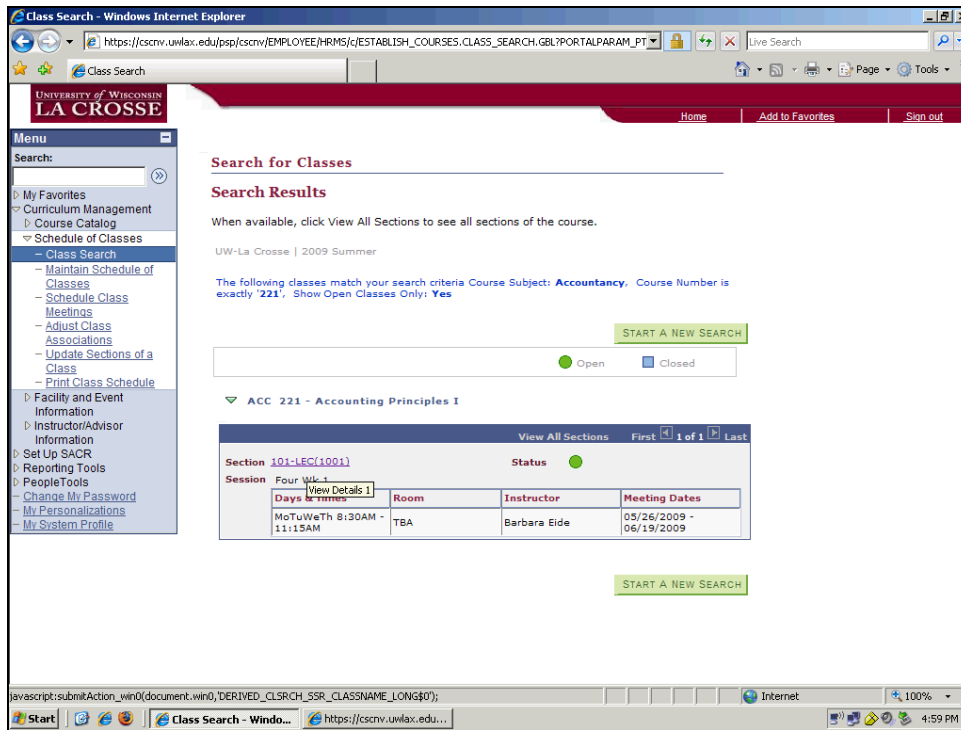 Class Search - Windows Internet Explorer
https://cscnv.uwlax.edu/psp/cscnv/EMPLOYEE/HRMS/c/ESTABLISH_COURSES.CLASS_SEARCH.GBL?PORTALPARAM_PT
Live Search
Class Search
Page
Tools
UNIVERSITY of WISCONSIN
LA CROSSE
Home
Add to Favorites
Sign out
Menu
Search:
My Favorites
Curriculum Management
Course Catalog
Schedule of Classes
– Class Search
– Maintain Schedule of
Classes
– Schedule Class
Meetings
– Adjust Class
Associations
– Update Sections of a
Class
– Print Class Schedule
Facility and Event
Information
Instructor/Advisor
Information
Set Up SACR
Reporting Tools
PeopleTools
– Change My Password
– My Personalizations
– My System Profile
Search for Classes
Search Results
When available, click View All Sections to see all sections of the course.
UW-La Crosse | 2009 Summer
The following classes match your search criteria Course Subject: Accountancy, Course Number is
exactly '221', Show Open Classes Only: Yes
START A NEW SEARCH
Open Closed
ACC 221 - Accounting Principles I
View All Sections First 1 of 1 Last
Section 101-LEC(1001) Status
Session Four Wk 1
View Details 1
Days & Times Room Instructor Meeting Dates
MoTuWeTh 8:30AM -
11:15AM
TBA
Barbara Eide
05/26/2009 -
06/19/2009
START A NEW SEARCH
javascript:submitAction_win0(document.win0,'DERIVED_CLSRCH_SSR_CLASSNAME_LONG$0');
Internet
100%
Start
Class Search - Windo...
https://cscnv.uwlax.edu...
4:59 PM